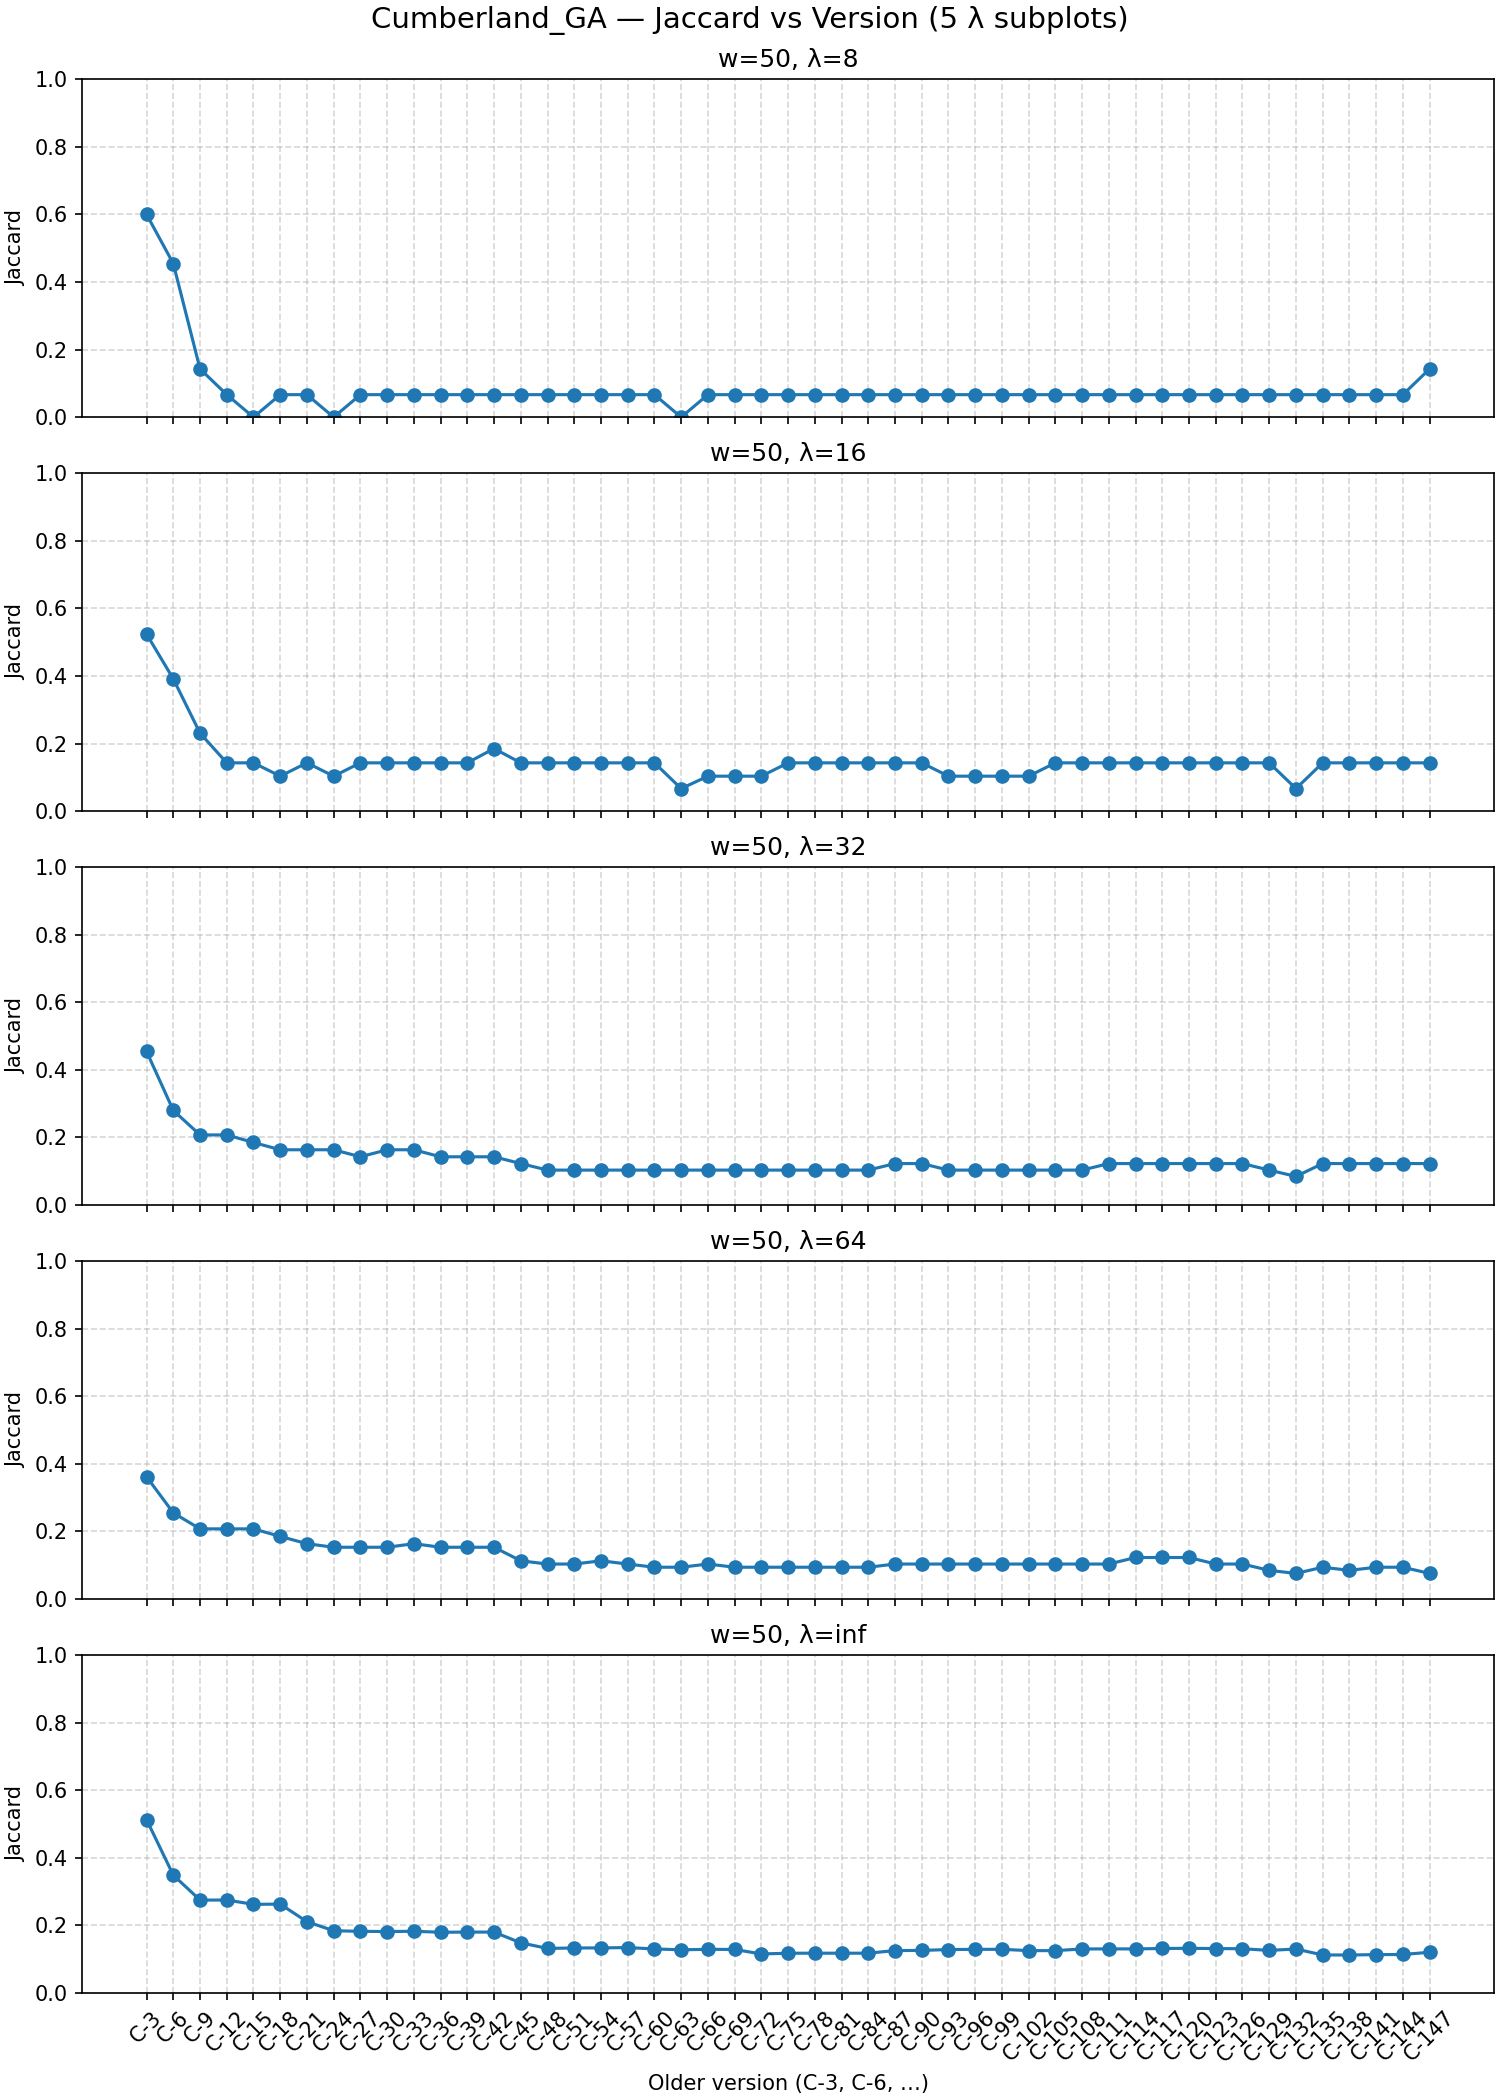 Cumberland_GA — Jaccard vs Version (5 λ subplots)
w=50, λ=8
1.0
0.8
0.6
0.4
0.2
0.0
Jaccard
w=50, λ=16
1.0
0.8
0.6
0.4
0.2
0.0
Jaccard
w=50, λ=32
1.0
0.8
0.6
0.4
0.2
0.0
Jaccard
w=50, λ=64
1.0
0.8
0.6
0.4
0.2
0.0
Jaccard
w=50, λ=inf
1.0
0.8
0.6
0.4
0.2
0.0
Jaccard
C-3 C-6 C-9 C-12 C-15 C-18 C-21 C-24 C-27 C-30 C-33 C-36 C-39 C-42 C-45 C-48 C-51 C-54 C-57 C-60 C-63 C-66 C-69 C-72 C-75 C-78 C-81 C-84 C-87 C-90 C-93 C-96 C-99 C-102 C-105 C-108 C-111 C-114 C-117 C-120 C-123 C-126 C-129 C-132 C-135 C-138 C-141 C-144 C-147
Older version (C-3, C-6, ...)